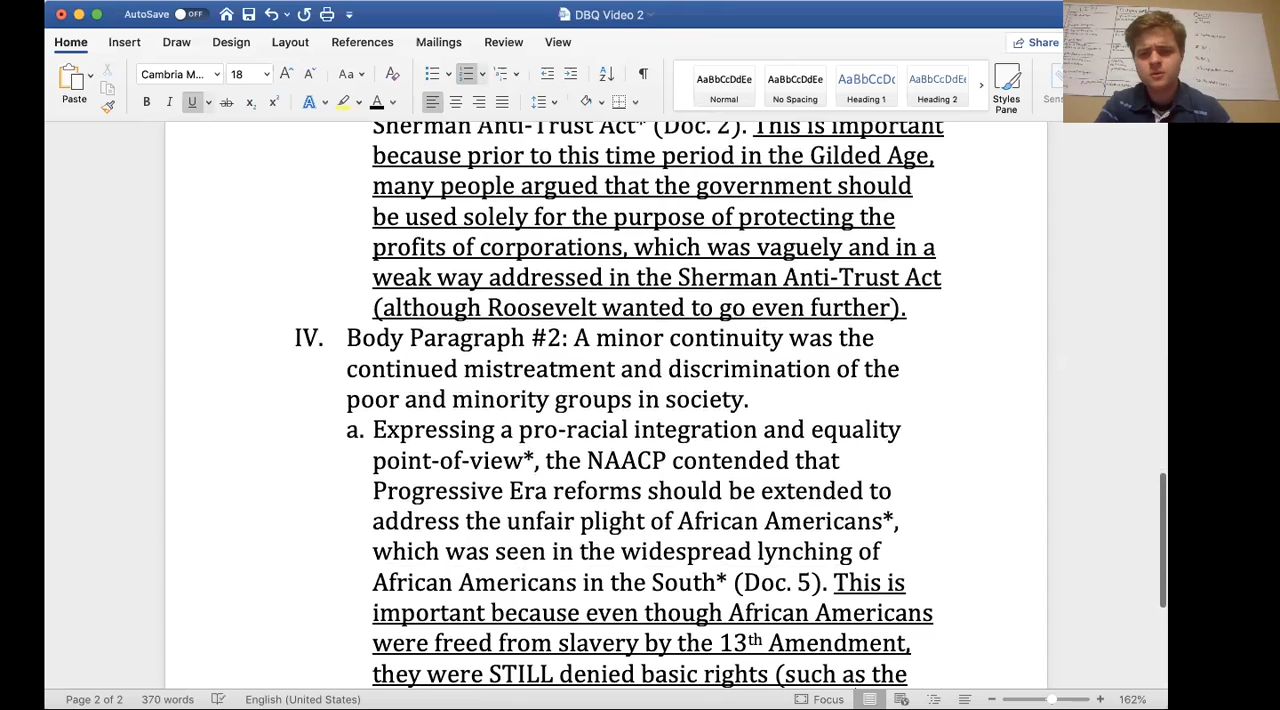 AutoSave OFF DBQ Video 2
Home Insert Draw Design Layout References Mailings Review View Share
Paste Cambria M... 18 A A Aa A
B I U ab x₂ x² A A
AaBbCcDdEe AaBbCcDdEe AaBbCcDc AaBbCcDdEe
Normal No Spacing Heading 1 Heading 2 Styles Pane
Sherman Anti-Trust Act* (Doc. 2). This is important
because prior to this time period in the Gilded Age,
many people argued that the government should
be used solely for the purpose of protecting the
profits of corporations, which was vaguely and in a
weak way addressed in the Sherman Anti-Trust Act
(although Roosevelt wanted to go even further).
IV. Body Paragraph #2: A minor continuity was the
continued mistreatment and discrimination of the
poor and minority groups in society.
a. Expressing a pro-racial integration and equality
point-of-view*, the NAACP contended that
Progressive Era reforms should be extended to
address the unfair plight of African Americans*,
which was seen in the widespread lynching of
African Americans in the South* (Doc. 5). This is
important because even though African Americans
were freed from slavery by the 13th Amendment,
they were STILL denied basic rights (such as the
Page 2 of 2 370 words English (United States) Focus 162%